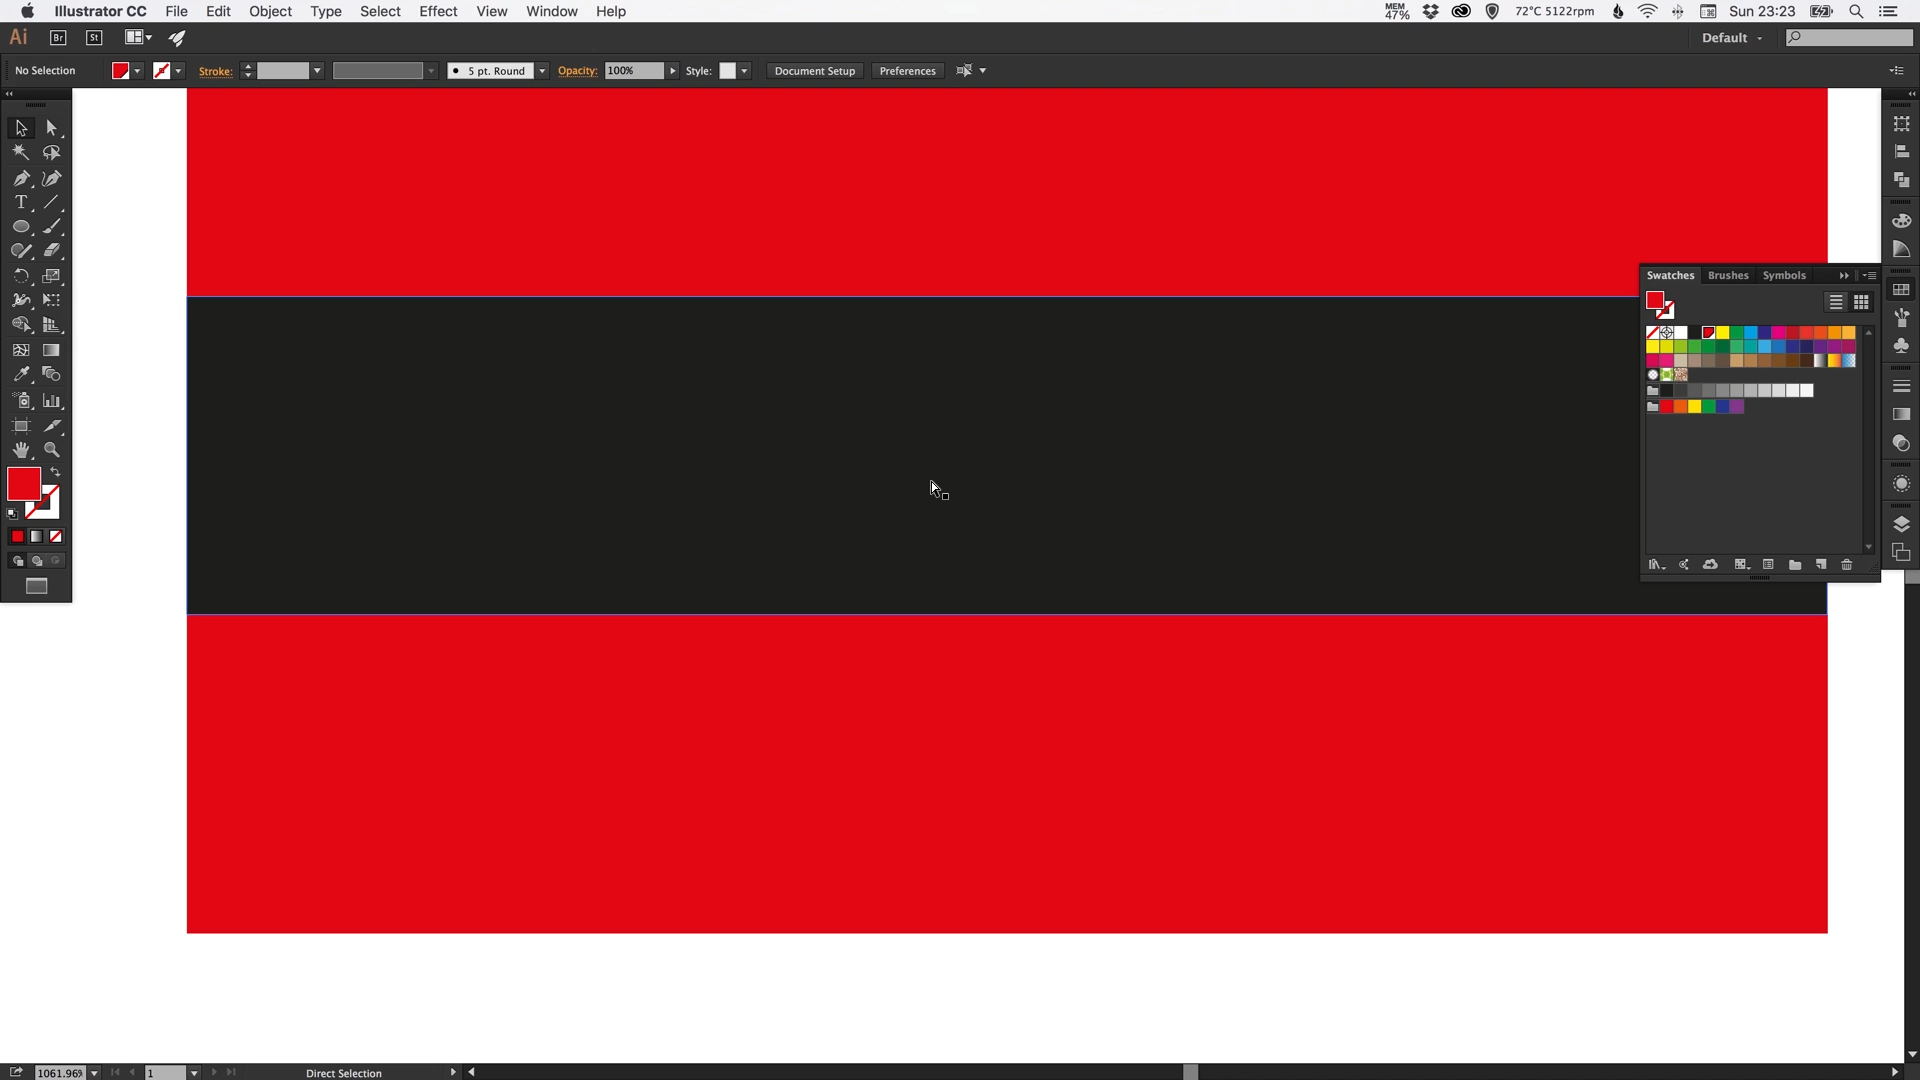 Illustrator CC File Edit Object Type Select Effect View Window Help MEM 47% 72°C 5122rpm Sun 23:23
Ai Br St Default
No Selection Stroke: 5 pt. Round Opacity: 100% Style: Document Setup Preferences
Swatches Brushes Symbols
T
1061.96% 1 Direct Selection